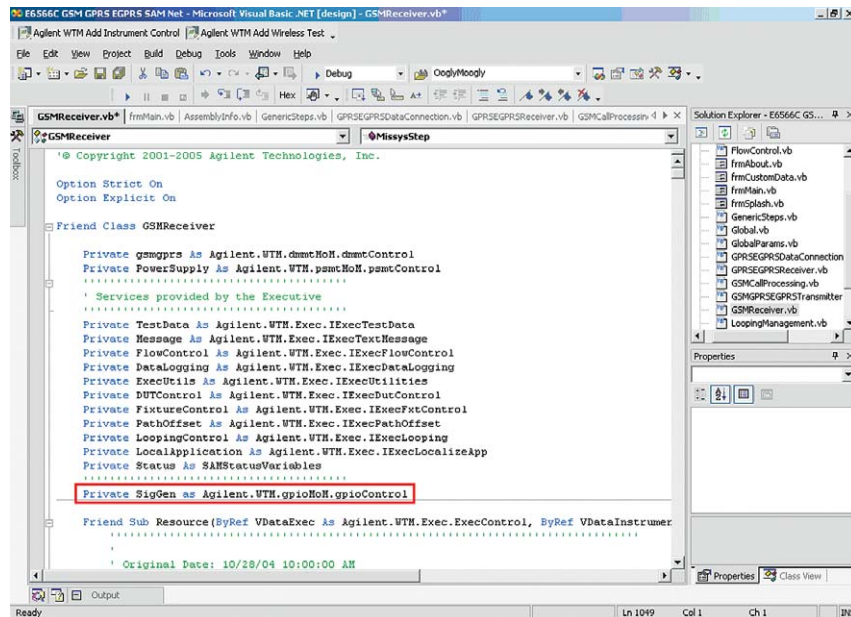 E6566C GSM GPRS EGPRS SAM Net - Microsoft Visual Basic .NET [design] - GSMReceiver.vb*
Agilent WTM Add Instrument Control Agilent WTM Add Wireless Test
File Edit View Project Build Debug Tools Window Help
Debug OoglyMoogly
Hex
GSMReceiver.vb* frmMain.vb AssemblyInfo.vb GenericSteps.vb GPRSEGPRSDataConnection.vb GPRSEGPRSReceiver.vb GSMCallProcessin
GSMReceiver MissysStep
Toolbox
'@ Copyright 2001-2005 Agilent Technologies, Inc.
Option Strict On
Option Explicit On
Friend Class GSMReceiver
Private gsmgprs As Agilent.WTM.dmmtMoM.dmmtControl
Private PowerSupply As Agilent.WTM.psmtMoM.psmtControl
' Services provided by the Executive
Private TestData As Agilent.WTM.Exec.IExecTestData
Private Message As Agilent.WTM.Exec.IExecTextMessage
Private FlowControl As Agilent.WTM.Exec.IExecFlowControl
Private DataLogging As Agilent.WTM.Exec.IExecDataLogging
Private ExecUtils As Agilent.WTM.Exec.IExecUtilities
Private DUTControl As Agilent.WTM.Exec.IExecDutControl
Private FixtureControl As Agilent.WTM.Exec.IExecFxtControl
Private PathOffset As Agilent.WTM.Exec.IExecPathOffset
Private LoopingControl As Agilent.WTM.Exec.IExecLooping
Private LocalApplication As Agilent.WTM.Exec.IExecLocalizeApp
Private Status As SAMStatusVariables
Private SigGen as Agilent.WTM.gpioMoM.gpioControl
Friend Sub Resource(ByRef VDataExec As Agilent.WTM.Exec.ExecControl, ByRef VDataInstrumer
'
' Original Date: 10/28/04 10:00:00 AM
Solution Explorer - E6566C GS...
FlowControl.vb
frmAbout.vb
frmCustomData.vb
frmMain.vb
frmSplash.vb
GenericSteps.vb
Global.vb
GlobalParams.vb
GPRSEGPRSDataConnection
GPRSEGPRSReceiver.vb
GSMCallProcessing.vb
GSMGPRSEGPRSTransmitter
GSMReceiver.vb
LoopingManagement.vb
Properties
Properties Class View
Output
Ready Ln 1049 Col 1 Ch 1 IN